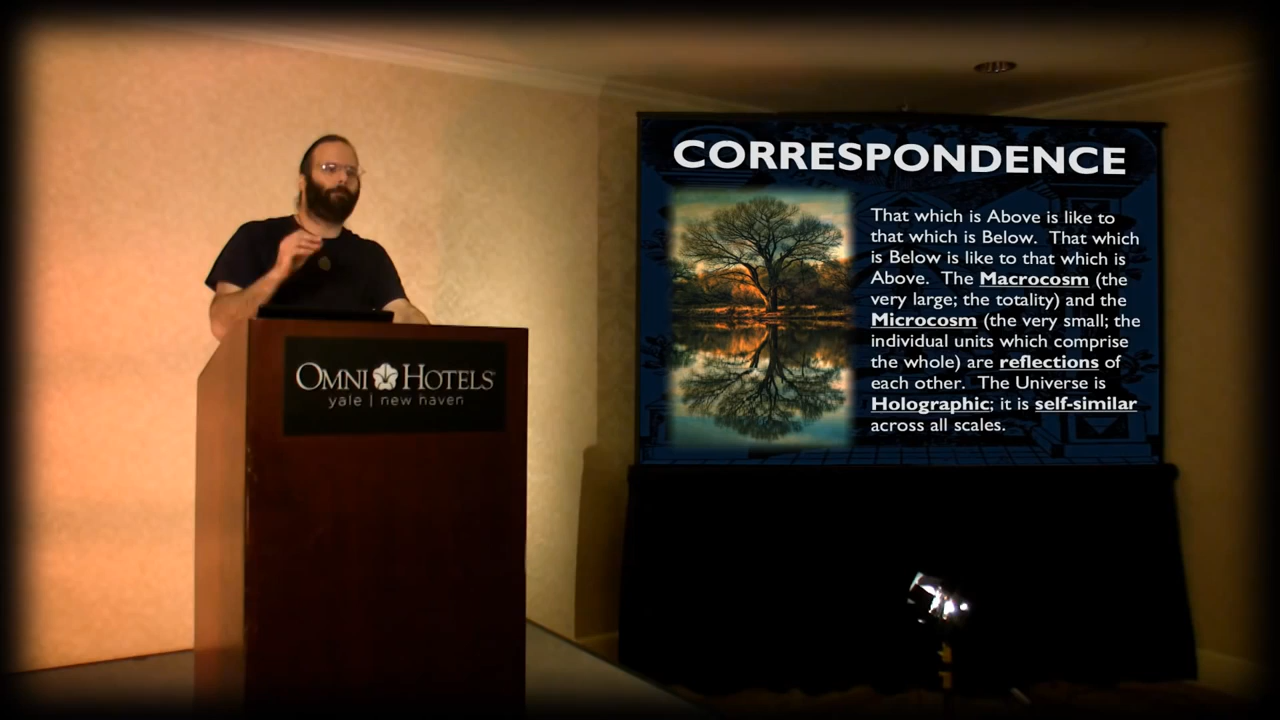 OMNI HOTELS
yale | new haven
CORRESPONDENCE
That which is Above is like to
that which is Below. That which
is Below is like to that which is
Above. The Macrocosm (the
very large; the totality) and the
Microcosm (the very small; the
individual units which comprise
the whole) are reflections of
each other. The Universe is
Holographic; it is self-similar
across all scales.